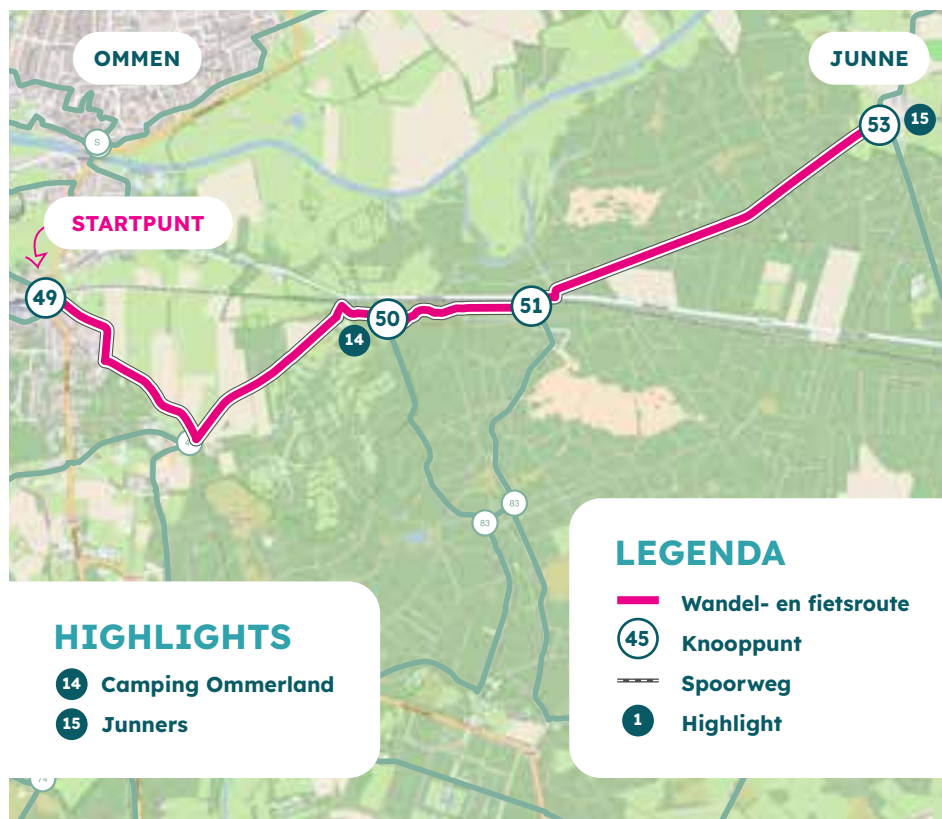 OMMEN
JUNNE
53
15
S
STARTPUNT
49
50
51
14
83
83
LEGENDA
Wandel- en fietsroute
45
Knooppunt
Spoorweg
1
Highlight
HIGHLIGHTS
14
Camping Ommerland
15
Junners
74